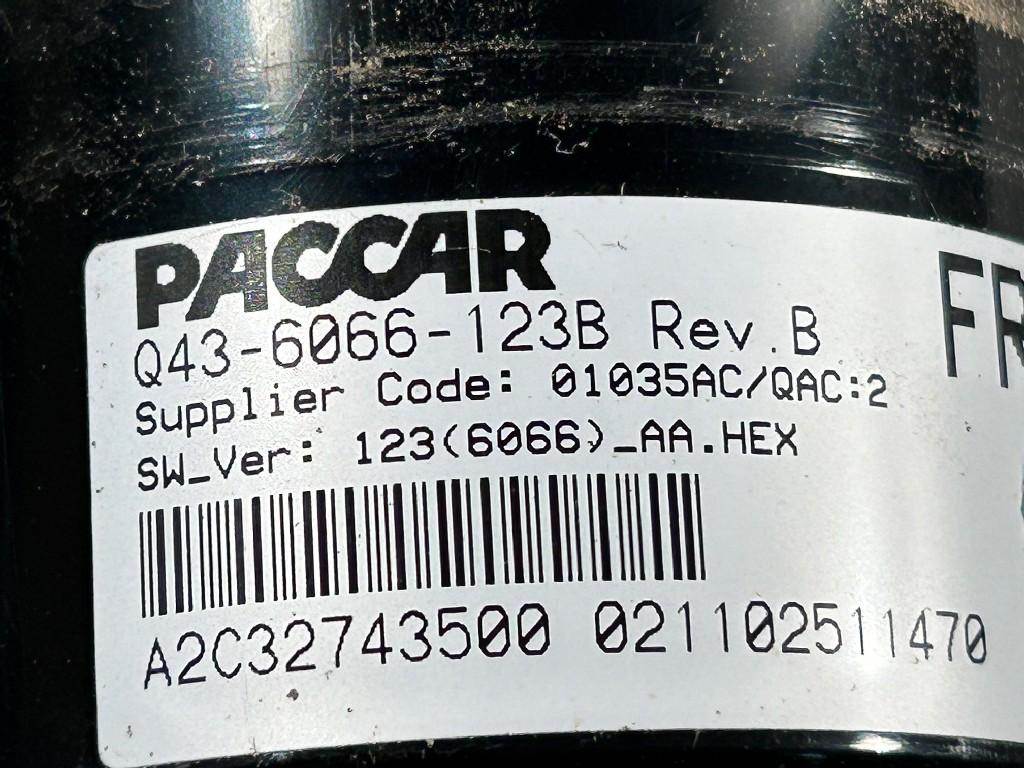 PACCAR
Q43-6066-123B Rev.B
Supplier Code: 01035AC/QAC:2
SW_Ver: 123(6066)_AA.HEX
A2C32743500 021102511470